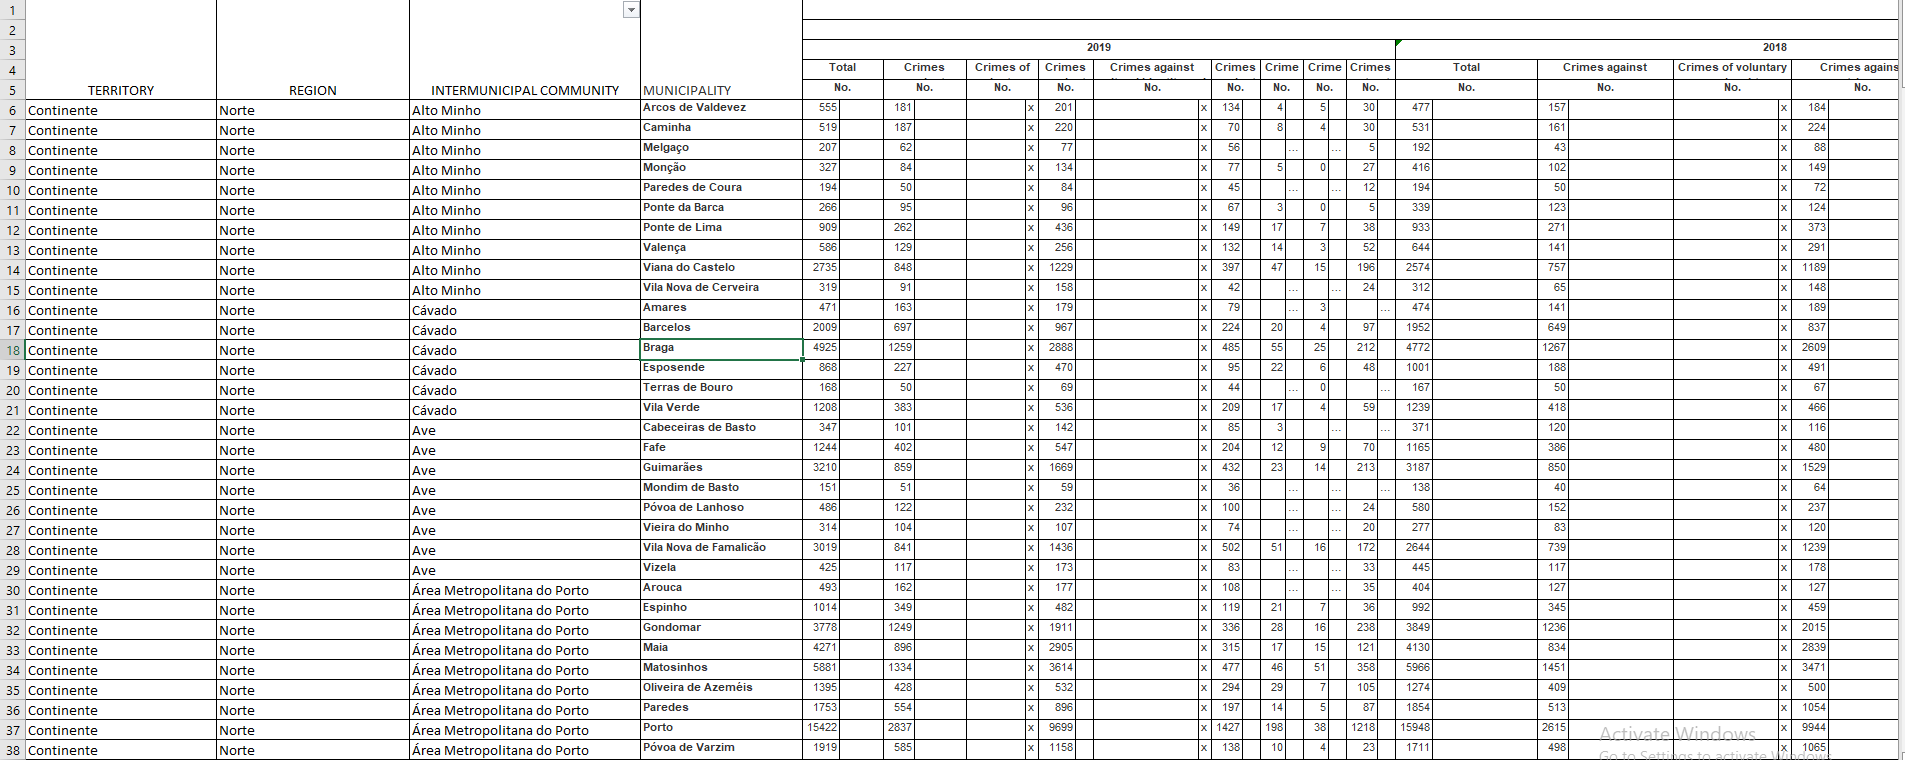 1
2
3 2019 2018
4 Total Crimes Crimes of Crimes Crimes against Crimes Crime Crime Crimes Total Crimes against Crimes of voluntary Crimes agains
5 TERRITORY REGION INTERMUNICIPAL COMMUNITY MUNICIPALITY No. No. No. No. No. No. No. No. No. No. No. No. No.
6 Continente Norte Alto Minho Arcos de Valdevez 555 181 x 201 x 134 4 5 30 477 157 x 184
7 Continente Norte Alto Minho Caminha 519 187 x 220 x 70 8 4 30 531 161 x 224
8 Continente Norte Alto Minho Melgaço 207 62 x 77 x 56 ... ... 5 192 43 x 88
9 Continente Norte Alto Minho Monção 327 84 x 134 x 77 5 0 27 416 102 x 149
10 Continente Norte Alto Minho Paredes de Coura 194 50 x 84 x 45 ... ... 12 194 50 x 72
11 Continente Norte Alto Minho Ponte da Barca 266 95 x 96 x 67 3 0 5 339 123 x 124
12 Continente Norte Alto Minho Ponte de Lima 909 262 x 436 x 149 17 7 38 933 271 x 373
13 Continente Norte Alto Minho Valença 586 129 x 256 x 132 14 3 52 644 141 x 291
14 Continente Norte Alto Minho Viana do Castelo 2735 848 x 1229 x 397 47 15 196 2574 757 x 1189
15 Continente Norte Alto Minho Vila Nova de Cerveira 319 91 x 158 x 42 ... ... 24 312 65 x 148
16 Continente Norte Cávado Amares 471 163 x 179 x 79 ... 3 ... 474 141 x 189
17 Continente Norte Cávado Barcelos 2009 697 x 967 x 224 20 4 97 1952 649 x 837
18 Continente Norte Cávado Braga 4925 1259 x 2888 x 485 55 25 212 4772 1267 x 2609
19 Continente Norte Cávado Esposende 868 227 x 470 x 95 22 6 48 1001 188 x 491
20 Continente Norte Cávado Terras de Bouro 168 50 x 69 x 44 ... 0 ... 167 50 x 67
21 Continente Norte Cávado Vila Verde 1208 383 x 536 x 209 17 4 59 1239 418 x 466
22 Continente Norte Ave Cabeceiras de Basto 347 101 x 142 x 85 3 ... ... 371 120 x 116
23 Continente Norte Ave Fafe 1244 402 x 547 x 204 12 9 70 1165 386 x 480
24 Continente Norte Ave Guimarães 3210 859 x 1669 x 432 23 14 213 3187 850 x 1529
25 Continente Norte Ave Mondim de Basto 151 51 x 59 x 36 ... ... ... 138 40 x 64
26 Continente Norte Ave Póvoa de Lanhoso 486 122 x 232 x 100 ... ... 24 580 152 x 237
27 Continente Norte Ave Vieira do Minho 314 104 x 107 x 74 ... ... 20 277 83 x 120
28 Continente Norte Ave Vila Nova de Famalicão 3019 841 x 1436 x 502 51 16 172 2644 739 x 1239
29 Continente Norte Ave Vizela 425 117 x 173 x 83 ... ... 33 445 117 x 178
30 Continente Norte Área Metropolitana do Porto Arouca 493 162 x 177 x 108 ... ... 35 404 127 x 127
31 Continente Norte Área Metropolitana do Porto Espinho 1014 349 x 482 x 119 21 7 36 992 345 x 459
32 Continente Norte Área Metropolitana do Porto Gondomar 3778 1249 x 1911 x 336 28 16 238 3849 1236 x 2015
33 Continente Norte Área Metropolitana do Porto Maia 4271 896 x 2905 x 315 17 15 121 4130 834 x 2839
34 Continente Norte Área Metropolitana do Porto Matosinhos 5881 1334 x 3614 x 477 46 51 358 5966 1451 x 3471
35 Continente Norte Área Metropolitana do Porto Oliveira de Azeméis 1395 428 x 532 x 294 29 7 105 1274 409 x 500
36 Continente Norte Área Metropolitana do Porto Paredes 1753 554 x 896 x 197 14 5 87 1854 513 x 1054
37 Continente Norte Área Metropolitana do Porto Porto 15422 2837 x 9699 x 1427 198 38 1218 15948 2615 x 9944
38 Continente Norte Área Metropolitana do Porto Póvoa de Varzim 1919 585 x 1158 x 138 10 4 23 1711 498 x 1065
Activate Windows
Go to Settings to activate Windows.